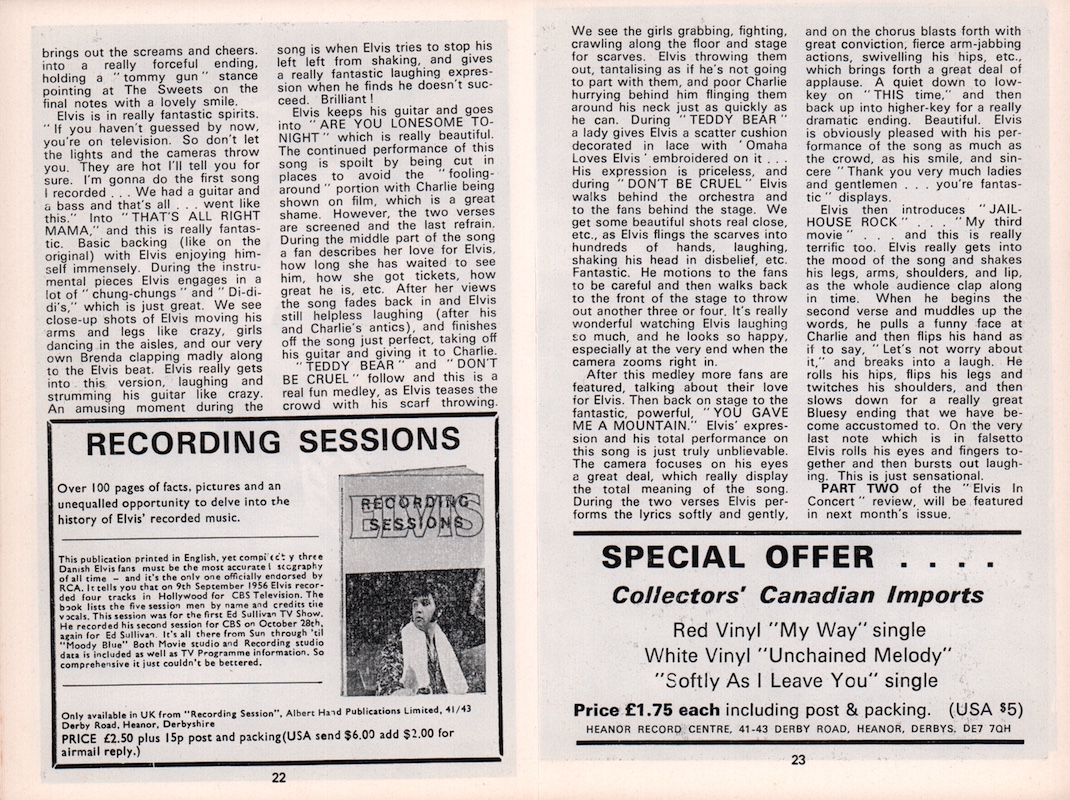 brings out the screams and cheers.
into a really forceful ending,
holding a "tommy gun" stance
pointing at The Sweets on the
final notes with a lovely smile.
Elvis is in really fantastic spirits.
"If you haven't guessed by now,
you're on television. So don't let
the lights and the cameras throw
you. They are hot I'll tell you for
sure. I'm gonna do the first song
I recorded . . . We had a guitar and
a bass and that's all . . . went like
this." Into "THAT'S ALL RIGHT
MAMA," and this is really fantas-
tic. Basic backing (like on the
original) with Elvis enjoying him-
self immensely. During the instru-
mental pieces Elvis engages in a
lot of "chung-chungs" and "Di-di-
di's," which is just great. We see
close-up shots of Elvis moving his
arms and legs like crazy, girls
dancing in the aisles, and our very
own Brenda clapping madly along
to the Elvis beat. Elvis really gets
into this version, laughing and
strumming his guitar like crazy.
An amusing moment during the
song is when Elvis tries to stop his
left left from shaking, and gives
a really fantastic laughing expres-
sion when he finds he doesn't suc-
ceed. Brilliant!
Elvis keeps his guitar and goes
into "ARE YOU LONESOME TO-
NIGHT" which is really beautiful.
The continued performance of this
song is spoilt by being cut in
places to avoid the "fooling-
around" portion with Charlie being
shown on film, which is a great
shame. However, the two verses
are screened and the last refrain.
During the middle part of the song
a fan describes her love for Elvis,
how long she has waited to see
him, how she got tickets, how
great he is, etc. After her views
the song fades back in and Elvis
still helpless laughing (after his
and Charlie's antics), and finishes
off the song just perfect, taking off
his guitar and giving it to Charlie.
"TEDDY BEAR" and "DON'T
BE CRUEL" follow and this is a
real fun medley, as Elvis teases the
crowd with his scarf throwing.
RECORDING SESSIONS
Over 100 pages of facts, pictures and an
unequalled opportunity to delve into the
history of Elvis' recorded music.
This publication printed in English, yet compiled by three
Danish Elvis fans must be the most accurate
of all time – and it's the only one officially endorsed by
RCA. It tells you that on 9th September 1956 Elvis recor-
ded four tracks in Hollywood for CBS Television. The
book lists the five session men by name and credits the
vocals. This session was for the first Ed Sullivan TV Show.
He recorded his second session for CBS on October 28th,
again for Ed Sullivan. It's all there from Sun through 'til
"Moody Blue" Both Movie studio and Recording studio
data is included as well as TV Programme information. So
comprehensive it just couldn't be bettered.
ELVIS
RECORDING
SESSIONS
Only available in UK from "Recording Session", Albert Hand Publications Limited, 41/43
Derby Road, Heanor, Derbyshire
PRICE £2.50 plus 15p post and packing(USA send $6.00 add $2.00 for
airmail reply.)
22
We see the girls grabbing, fighting,
crawling along the floor and stage
for scarves. Elvis throwing them
out, tantalising as if he's not going
to part with them, and poor Charlie
hurrying behind him flinging them
around his neck just as quickly as
he can. During "TEDDY BEAR"
a lady gives Elvis a scatter cushion
decorated in lace with 'Omaha
Loves Elvis' embroidered on it . . .
His expression is priceless, and
during "DON'T BE CRUEL" Elvis
walks behind the orchestra and
to the fans behind the stage. We
get some beautiful shots real close,
etc., as Elvis flings the scarves into
hundreds of hands, laughing,
shaking his head in disbelief, etc.
Fantastic. He motions to the fans
to be careful and then walks back
to the front of the stage to throw
out another three or four. It's really
wonderful watching Elvis laughing
so much, and he looks so happy,
especially at the very end when the
camera zooms right in.
After this medley more fans are
featured, talking about their love
for Elvis. Then back on stage to the
fantastic, powerful, "YOU GAVE
ME A MOUNTAIN." Elvis' expres-
sion and his total performance on
this song is just truly unbelievable.
The camera focuses on his eyes
a great deal, which really display
the total meaning of the song.
During the two verses Elvis per-
forms the lyrics softly and gently,
and on the chorus blasts forth with
great conviction, fierce arm-jabbing
actions, swivelling his hips, etc.,
which brings forth a great deal of
applause. A quiet down to low-
key on "THIS time," and then
back up into higher-key for a really
dramatic ending. Beautiful. Elvis
is obviously pleased with his per-
formance of the song as much as
the crowd, as his smile, and sin-
cere "Thank you very much ladies
and gentlemen . . . you're fantas-
tic" displays.
Elvis then introduces "JAIL-
HOUSE ROCK" . . . "My third
movie" . . . and this is really
terrific too. Elvis really gets into
the mood of the song and shakes
his legs, arms, shoulders, and lip,
as the whole audience clap along
in time. When he begins the
second verse and muddles up the
words, he pulls a funny face at
Charlie and then flips his hand as
if to say, "Let's not worry about
it," and breaks into a laugh. He
rolls his hips, flips his legs and
twitches his shoulders, and then
slows down for a really great
Bluesy ending that we have be-
come accustomed to. On the very
last note which is in falsetto
Elvis rolls his eyes and fingers to-
gether and then bursts out laugh-
ing. This is just sensational.
PART TWO of the "Elvis In
Concert" review, will be featured
in next month's issue.
SPECIAL OFFER . . . .
Collectors' Canadian Imports
Red Vinyl "My Way" single
White Vinyl "Unchained Melody"
"Softly As I Leave You" single
Price £1.75 each including post & packing. (USA $5)
HEANOR RECORD CENTRE, 41-43 DERBY ROAD, HEANOR, DERBYS, DE7 7QH
23